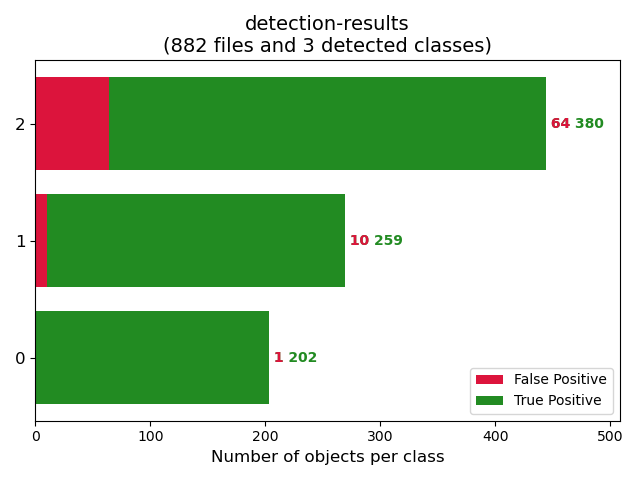 detection-results
(882 files and 3 detected classes)
2
64 380
1
10 259
0
1 202
False Positive
True Positive
0 100 200 300 400 500
Number of objects per class